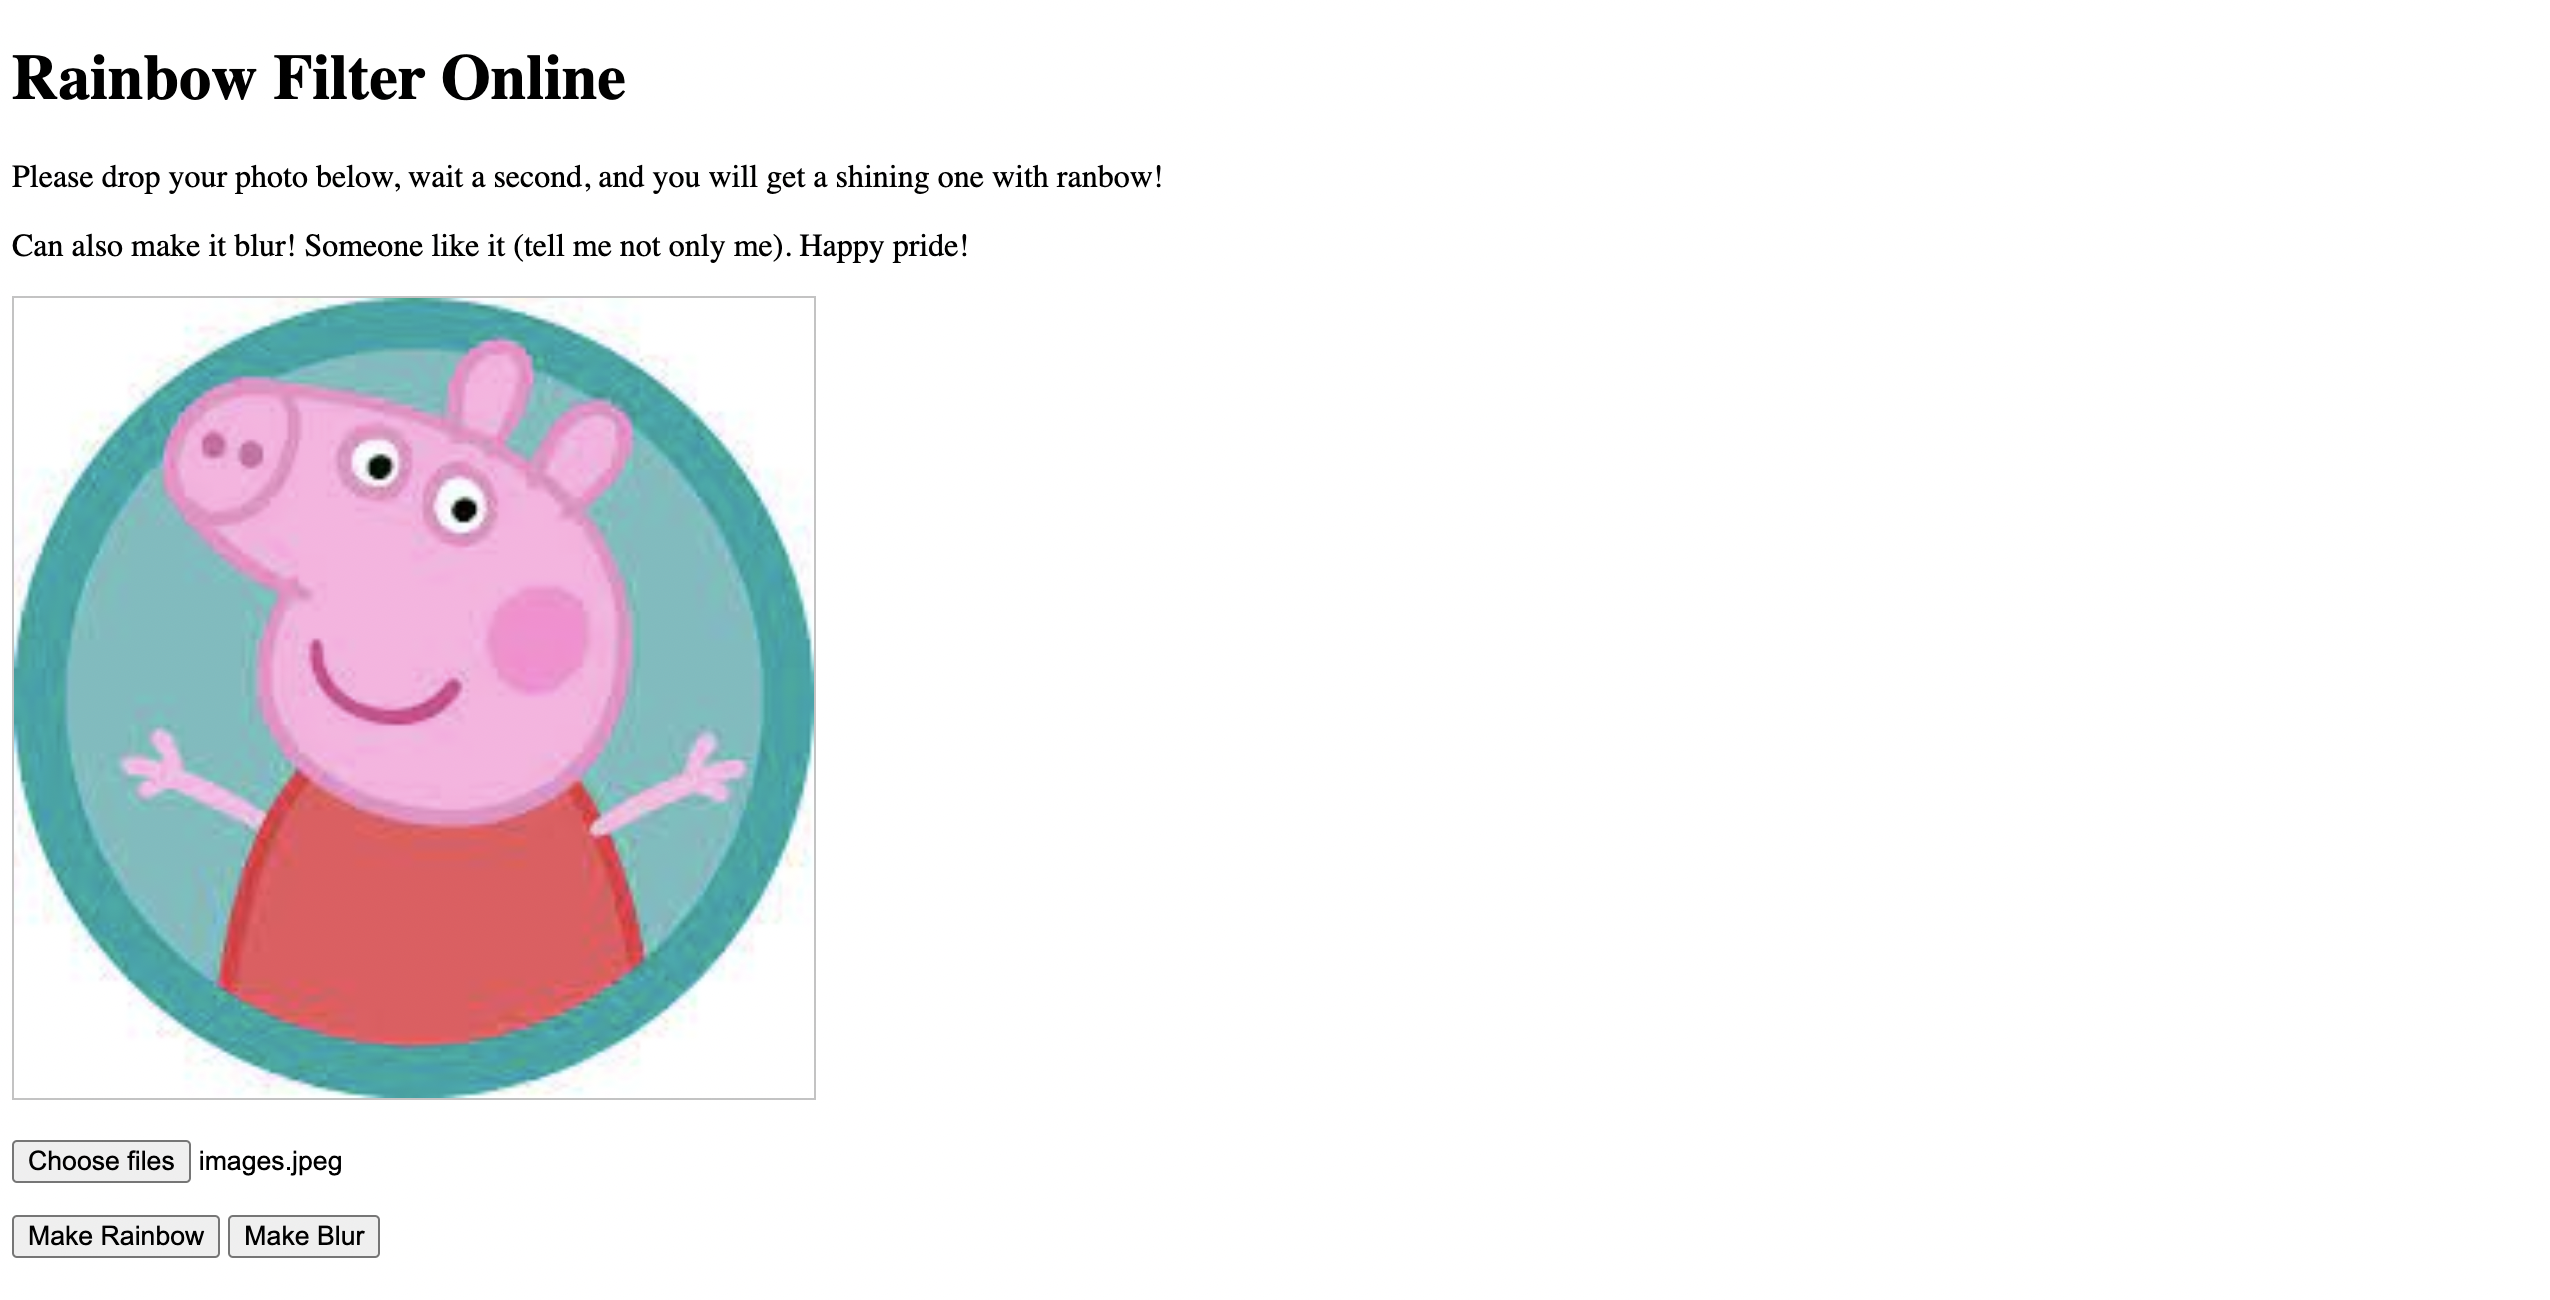 Rainbow Filter Online
Please drop your photo below, wait a second, and you will get a shining one with ranbow!
Can also make it blur! Someone like it (tell me not only me). Happy pride!
Choose files images.jpeg
Make Rainbow Make Blur